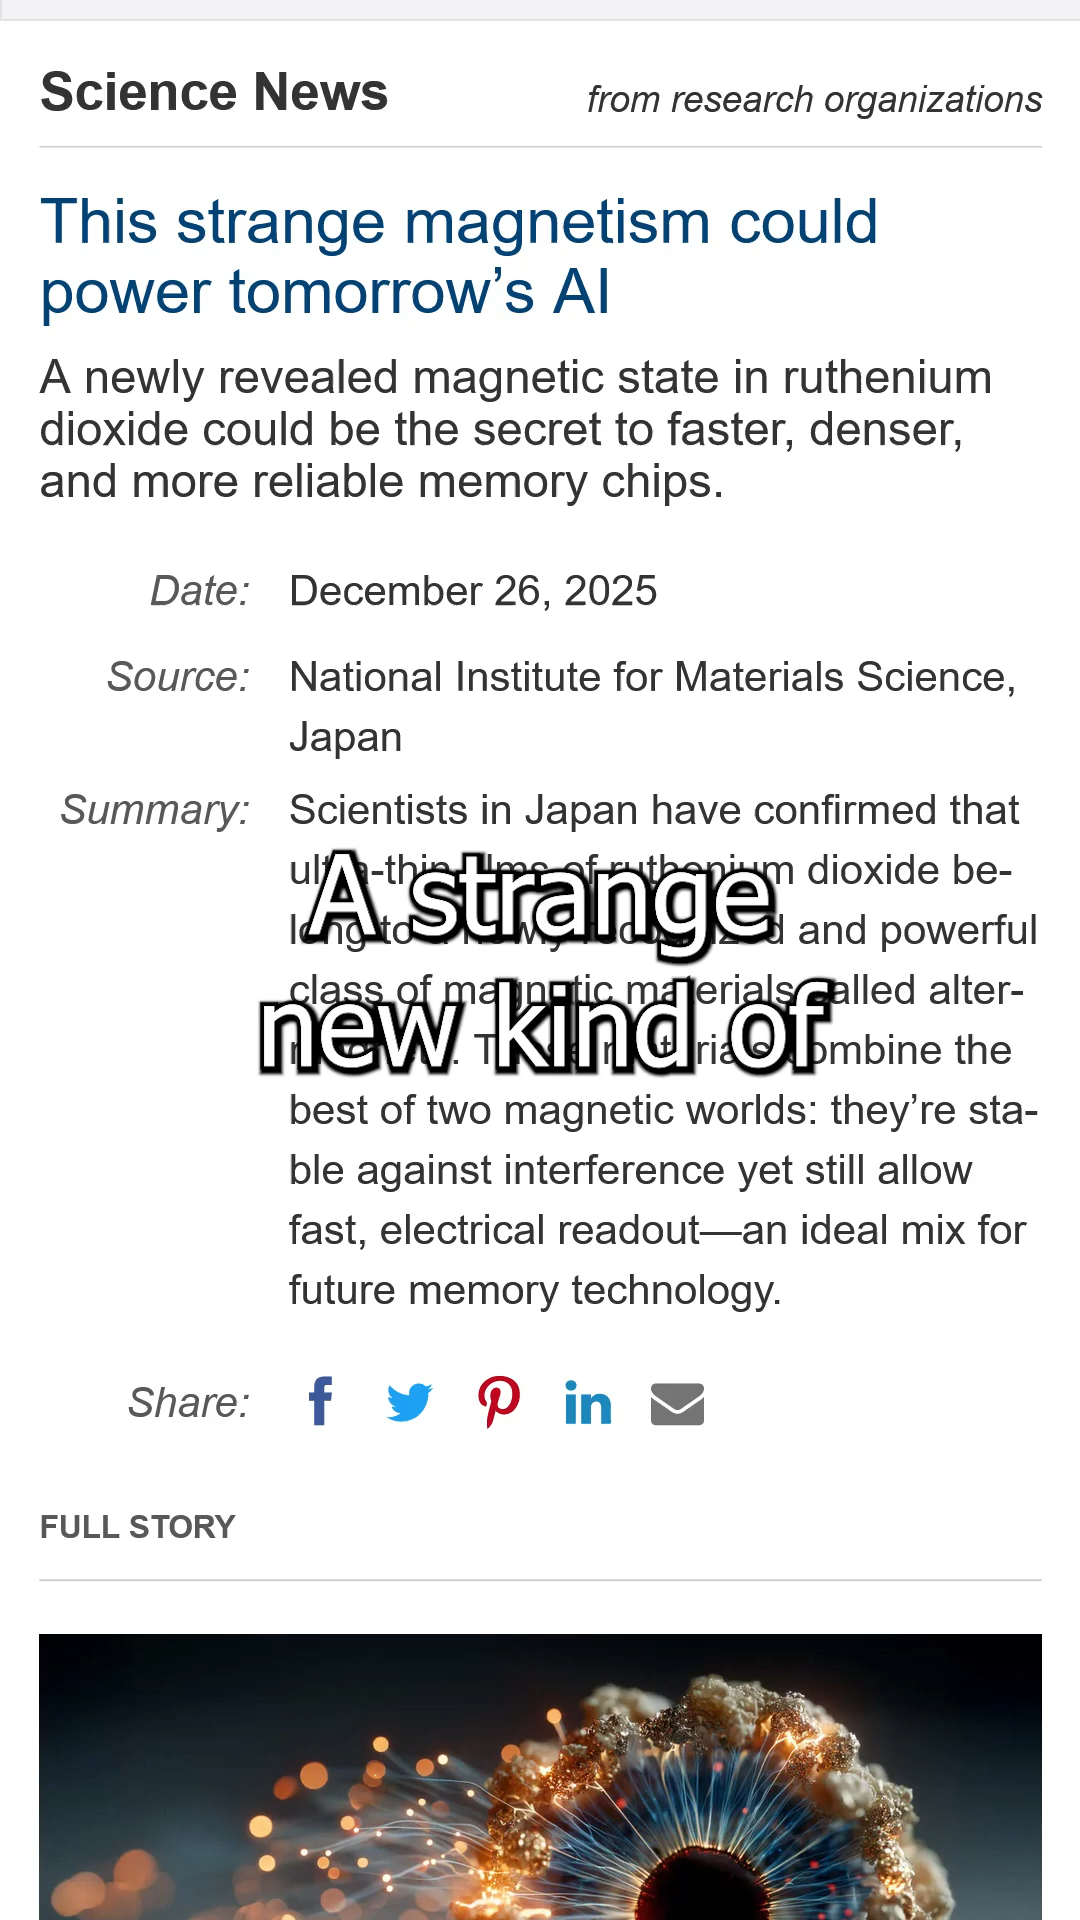 Science News
from research organizations
This strange magnetism could
power tomorrow’s AI
A newly revealed magnetic state in ruthenium
dioxide could be the secret to faster, denser,
and more reliable memory chips.
Date: December 26, 2025
Source: National Institute for Materials Science,
Japan
Summary: Scientists in Japan have confirmed that
ultra-thin films of ruthenium dioxide be-
long to a newly recognized and powerful
class of magnetic materials called alter-
These materials combine the
best of two magnetic worlds: they’re sta-
ble against interference yet still allow
fast, electrical readout—an ideal mix for
future memory technology.
A strange
new kind of
Share:
FULL STORY